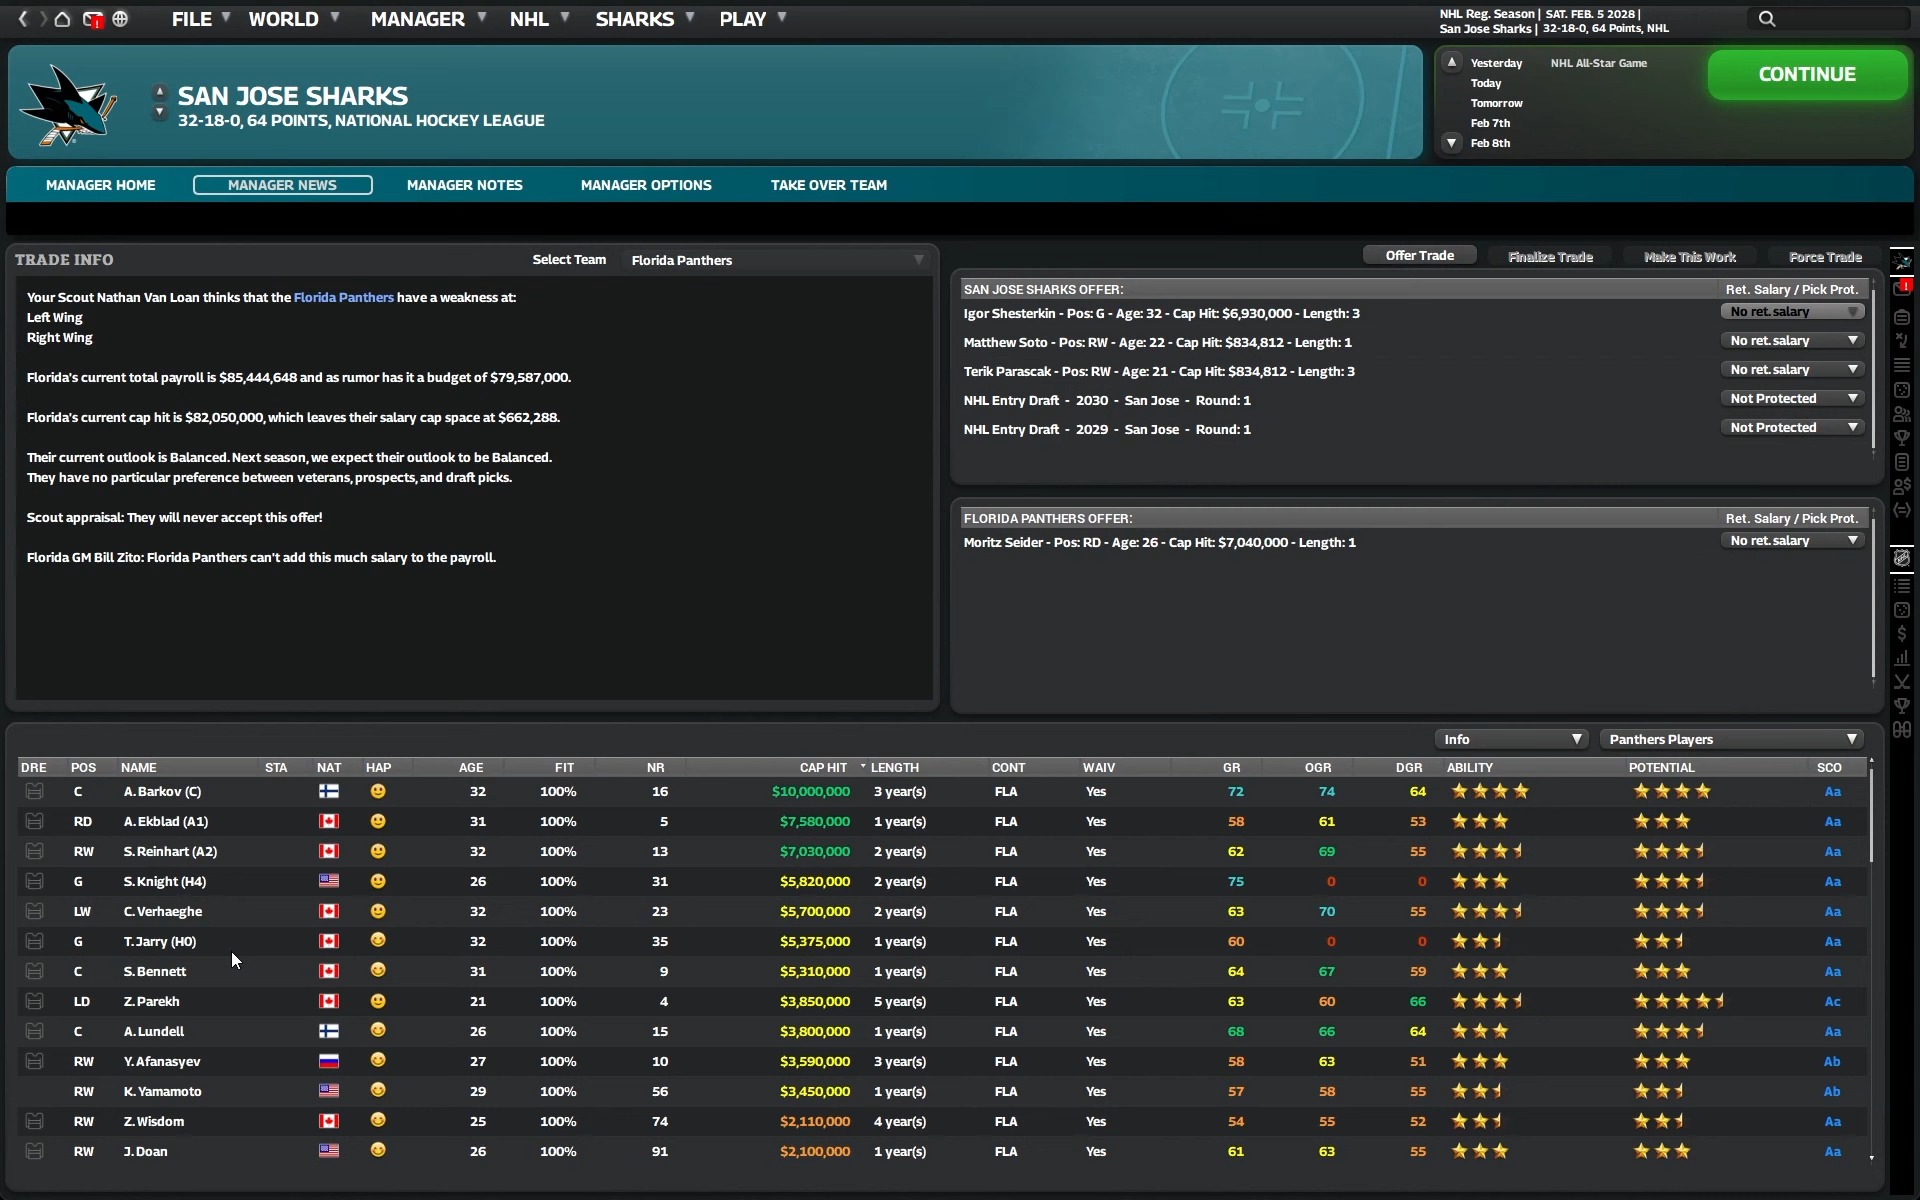 FILE WORLD MANAGER NHL SHARKS PLAY
NHL Reg. Season | SAT. FEB. 5 2028 |
San Jose Sharks | 32-18-0, 64 Points, NHL
SAN JOSE SHARKS
32-18-0, 64 POINTS, NATIONAL HOCKEY LEAGUE
Yesterday NHL All-Star Game
Today
Tomorrow
Feb 7th
Feb 8th
CONTINUE
MANAGER HOME MANAGER NEWS MANAGER NOTES MANAGER OPTIONS TAKE OVER TEAM
TRADE INFO Select Team Florida Panthers
Your Scout Nathan Van Loan thinks that the Florida Panthers have a weakness at:
Left Wing
Right Wing
Florida's current total payroll is $85,444,648 and as rumor has it a budget of $79,587,000.
Florida's current cap hit is $82,050,000, which leaves their salary cap space at $662,288.
Their current outlook is Balanced. Next season, we expect their outlook to be Balanced.
They have no particular preference between veterans, prospects, and draft picks.
Scout appraisal: They will never accept this offer!
Florida GM Bill Zito: Florida Panthers can't add this much salary to the payroll.
Offer Trade Finalize Trade Make This Work Force Trade
SAN JOSE SHARKS OFFER: Ret. Salary / Pick Prot.
Igor Shesterkin - Pos: G - Age: 32 - Cap Hit: $6,930,000 - Length: 3 No ret. salary
Matthew Soto - Pos: RW - Age: 22 - Cap Hit: $834,812 - Length: 1 No ret. salary
Terik Parascak - Pos: RW - Age: 21 - Cap Hit: $834,812 - Length: 3 No ret. salary
NHL Entry Draft - 2030 - San Jose - Round: 1 Not Protected
NHL Entry Draft - 2029 - San Jose - Round: 1 Not Protected
FLORIDA PANTHERS OFFER: Ret. Salary / Pick Prot.
Moritz Seider - Pos: RD - Age: 26 - Cap Hit: $7,040,000 - Length: 1 No ret. salary
Info Panthers Players
DRE POS NAME STA NAT HAP AGE FIT NR CAP HIT LENGTH CONT WAIV GR OGR DGR ABILITY POTENTIAL SCO
C A. Barkov (C) 32 100% 16 $10,000,000 3 year(s) FLA Yes 72 74 64 Aa
RD A. Ekblad (A1) 31 100% 5 $7,580,000 1 year(s) FLA Yes 58 61 53 Aa
RW S. Reinhart (A2) 32 100% 13 $7,030,000 2 year(s) FLA Yes 62 69 55 Aa
G S. Knight (H4) 26 100% 31 $5,820,000 2 year(s) FLA Yes 75 0 0 Aa
LW C. Verhaeghe 32 100% 23 $5,700,000 2 year(s) FLA Yes 63 70 55 Aa
G T. Jarry (H0) 32 100% 35 $5,375,000 1 year(s) FLA Yes 60 0 0 Aa
C S. Bennett 31 100% 9 $5,310,000 1 year(s) FLA Yes 64 67 59 Aa
LD Z. Parekh 21 100% 4 $3,850,000 5 year(s) FLA Yes 63 60 66 Ac
C A. Lundell 26 100% 15 $3,800,000 1 year(s) FLA Yes 68 66 64 Aa
RW Y. Afanasyev 27 100% 10 $3,590,000 3 year(s) FLA Yes 58 63 51 Ab
RW K. Yamamoto 29 100% 56 $3,450,000 1 year(s) FLA Yes 57 58 55 Ab
RW Z. Wisdom 25 100% 74 $2,110,000 4 year(s) FLA Yes 54 55 52 Aa
RW J. Doan 26 100% 91 $2,100,000 1 year(s) FLA Yes 61 63 55 Aa